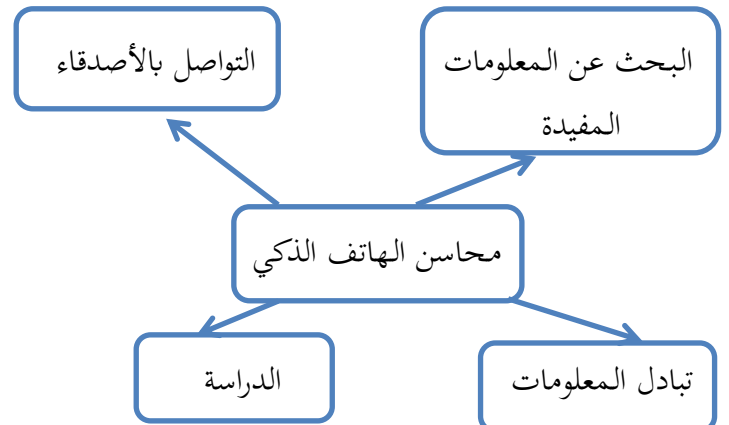 البحث عن المعلومات
المفيدة
التواصل بالأصدقاء
محاسن الهاتف الذكي
تبادل المعلومات
الدراسة